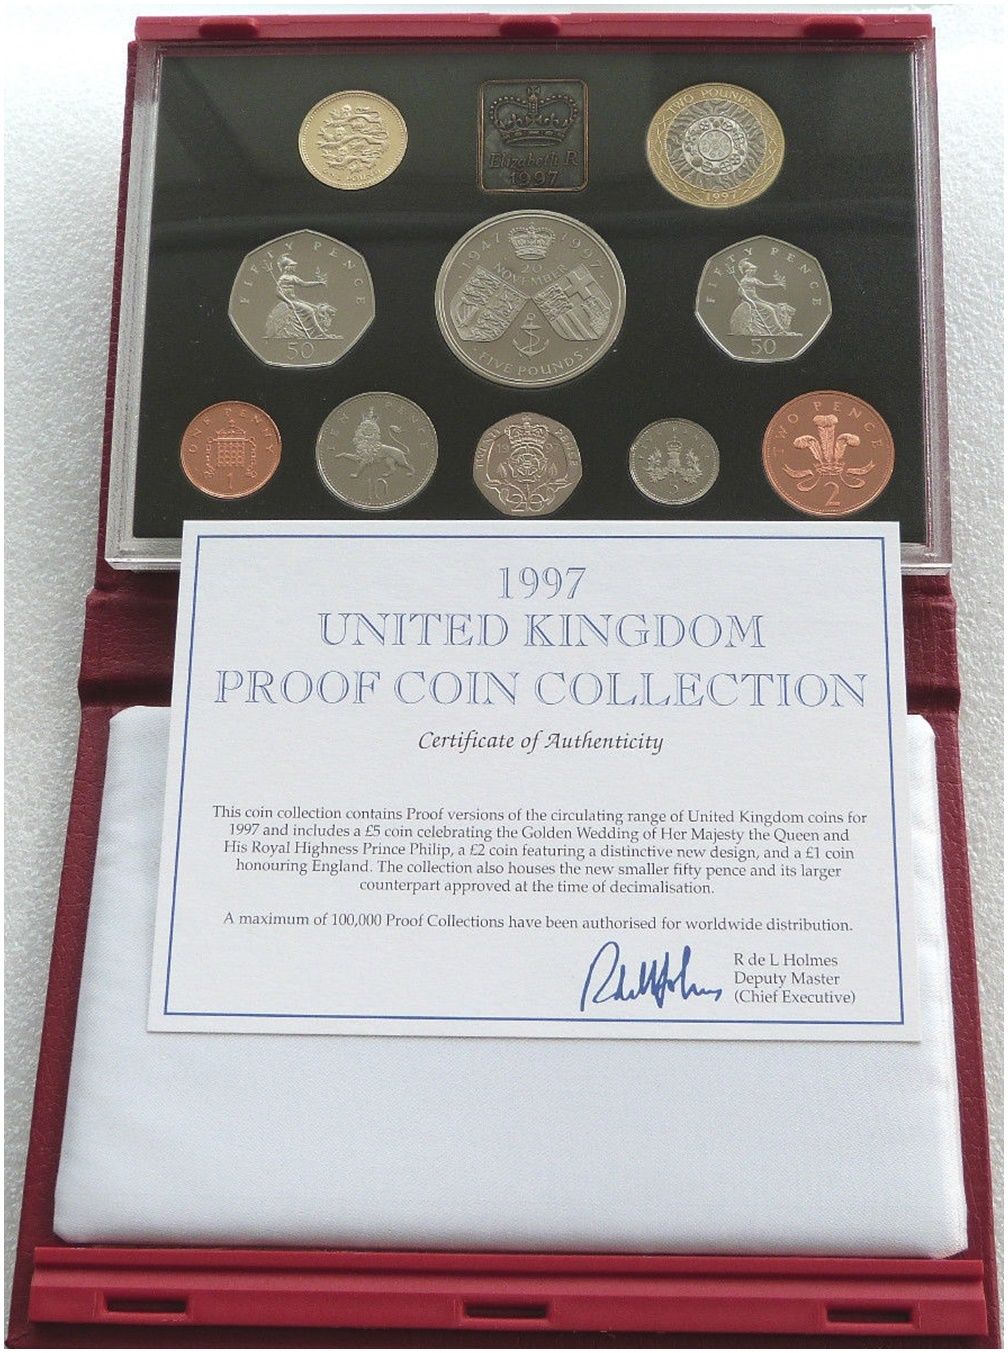 ONE POUND
Elizabeth R
1997
TWO POUNDS
1997
FIFTY PENCE
50
1947 1997
20
NOVEMBER
FIVE POUNDS
FIFTY PENCE
50
ONE PENNY
1
TEN PENCE
10
TWENTY PENCE
20
5
TWO PENCE
2
1997
UNITED KINGDOM
PROOF COIN COLLECTION
Certificate of Authenticity
This coin collection contains Proof versions of the circulating range of United Kingdom coins for
1997 and includes a £5 coin celebrating the Golden Wedding of Her Majesty the Queen and
His Royal Highness Prince Philip, a £2 coin featuring a distinctive new design, and a £1 coin
honouring England. The collection also houses the new smaller fifty pence and its larger
counterpart approved at the time of decimalisation.
A maximum of 100,000 Proof Collections have been authorised for worldwide distribution.
R de L Holmes
Deputy Master
(Chief Executive)